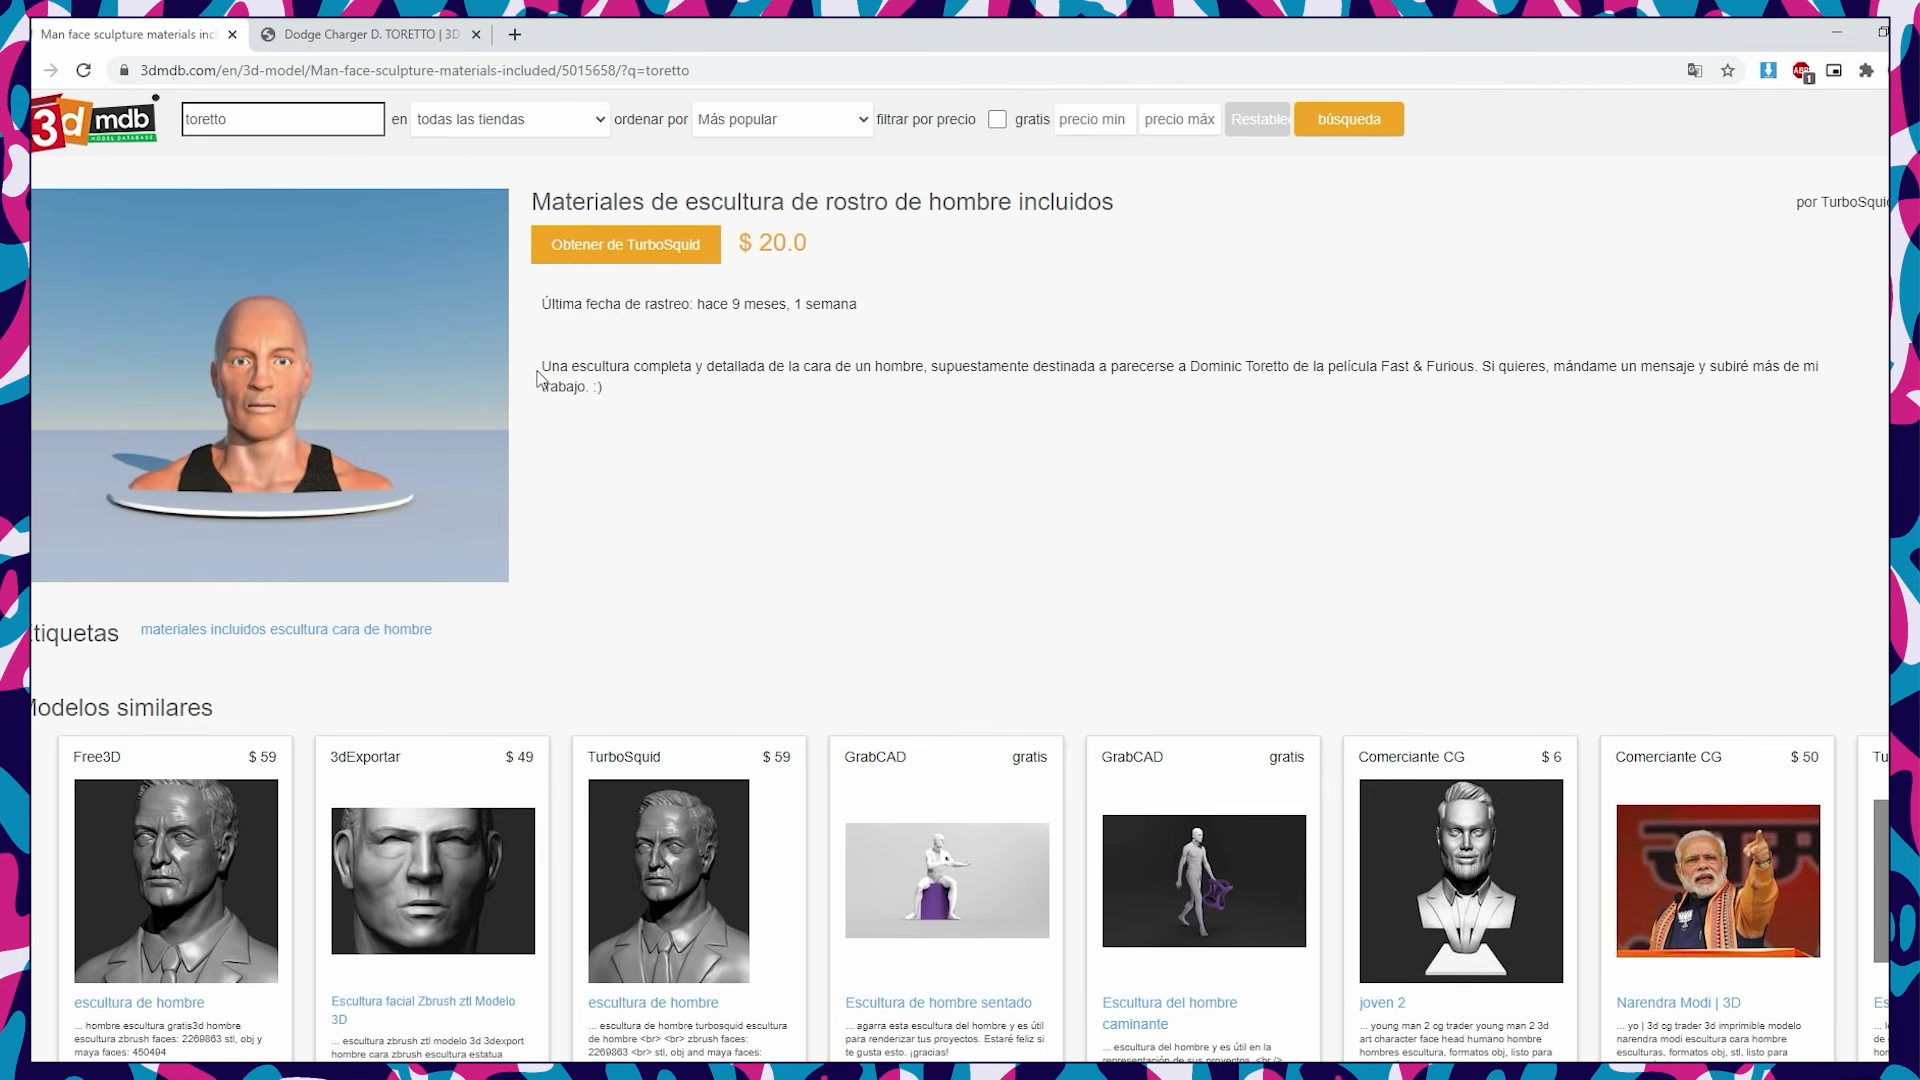 Man face sculpture materials incl
Dodge Charger D. TORETTO | 3D
3dmdb.com/en/3d-model/Man-face-sculpture-materials-included/5015658/?q=toretto
ABP
1
3d mdb
MODEL DATABASE
toretto
en
todas las tiendas
ordenar por
Más popular
filtrar por precio
gratis
precio min
precio máx
Restable
búsqueda
Materiales de escultura de rostro de hombre incluidos
por TurboSquid
Obtener de TurboSquid
$ 20.0
Última fecha de rastreo: hace 9 meses, 1 semana
Una escultura completa y detallada de la cara de un hombre, supuestamente destinada a parecerse a Dominic Toretto de la película Fast & Furious. Si quieres, mándame un mensaje y subiré más de mi
trabajo. :)
tiquetas
materiales incluidos escultura cara de hombre
Modelos similares
Free3D
$ 59
escultura de hombre
... hombre escultura gratis3d hombre
escultura zbrush faces: 2269863 stl, obj y
maya faces: 450494
3dExportar
$ 49
Escultura facial Zbrush ztl Modelo
3D
... escultura zbrush ztl modelo 3d 3dexport
hombre cara zbrush escultura estatua
TurboSquid
$ 59
escultura de hombre
... escultura de hombre turbosquid escultura
de hombre <br> <br> zbrush faces:
2269863 <br> stl, obj and maya faces:
GrabCAD
gratis
Escultura de hombre sentado
... agarra esta escultura del hombre y es útil
para renderizar tus proyectos. Estaré feliz si
te gusta esto. ¡gracias!
GrabCAD
gratis
Escultura del hombre
caminante
... escultura del hombre y es útil en la
representación de sus proyectos. <br />
Comerciante CG
$ 6
joven 2
... young man 2 cg trader young man 2 3d
art character face head humano hombre
hombres escultura, formatos obj, listo para
Comerciante CG
$ 50
Narendra Modi | 3D
... yo | 3d cg trader 3d imprimible modelo
narendra modi escultura cara hombre
esculturas, formatos obj, stl, listo para
Tu
Es
... l
de